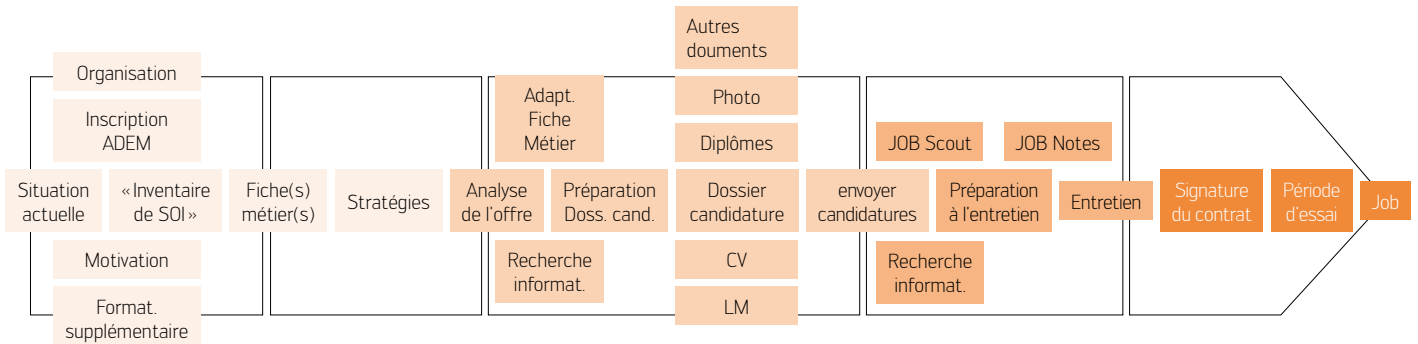 Autres
douments
Organisation
Adapt.
Fiche
Métier
Photo
Inscription
ADEM
Diplômes
JOB Scout
JOB Notes
Situation
actuelle
« Inventaire
de SOI »
Fiche(s)
métier(s)
Stratégies
Analyse
de l’offre
Préparation
Doss. cand.
Dossier
candidature
envoyer
candidatures
Préparation
à l’entretien
Entretien
Signature
du contrat
Période
d’essai
Job
Motivation
Recherche
informat.
CV
Recherche
informat.
Format.
supplémentaire
LM